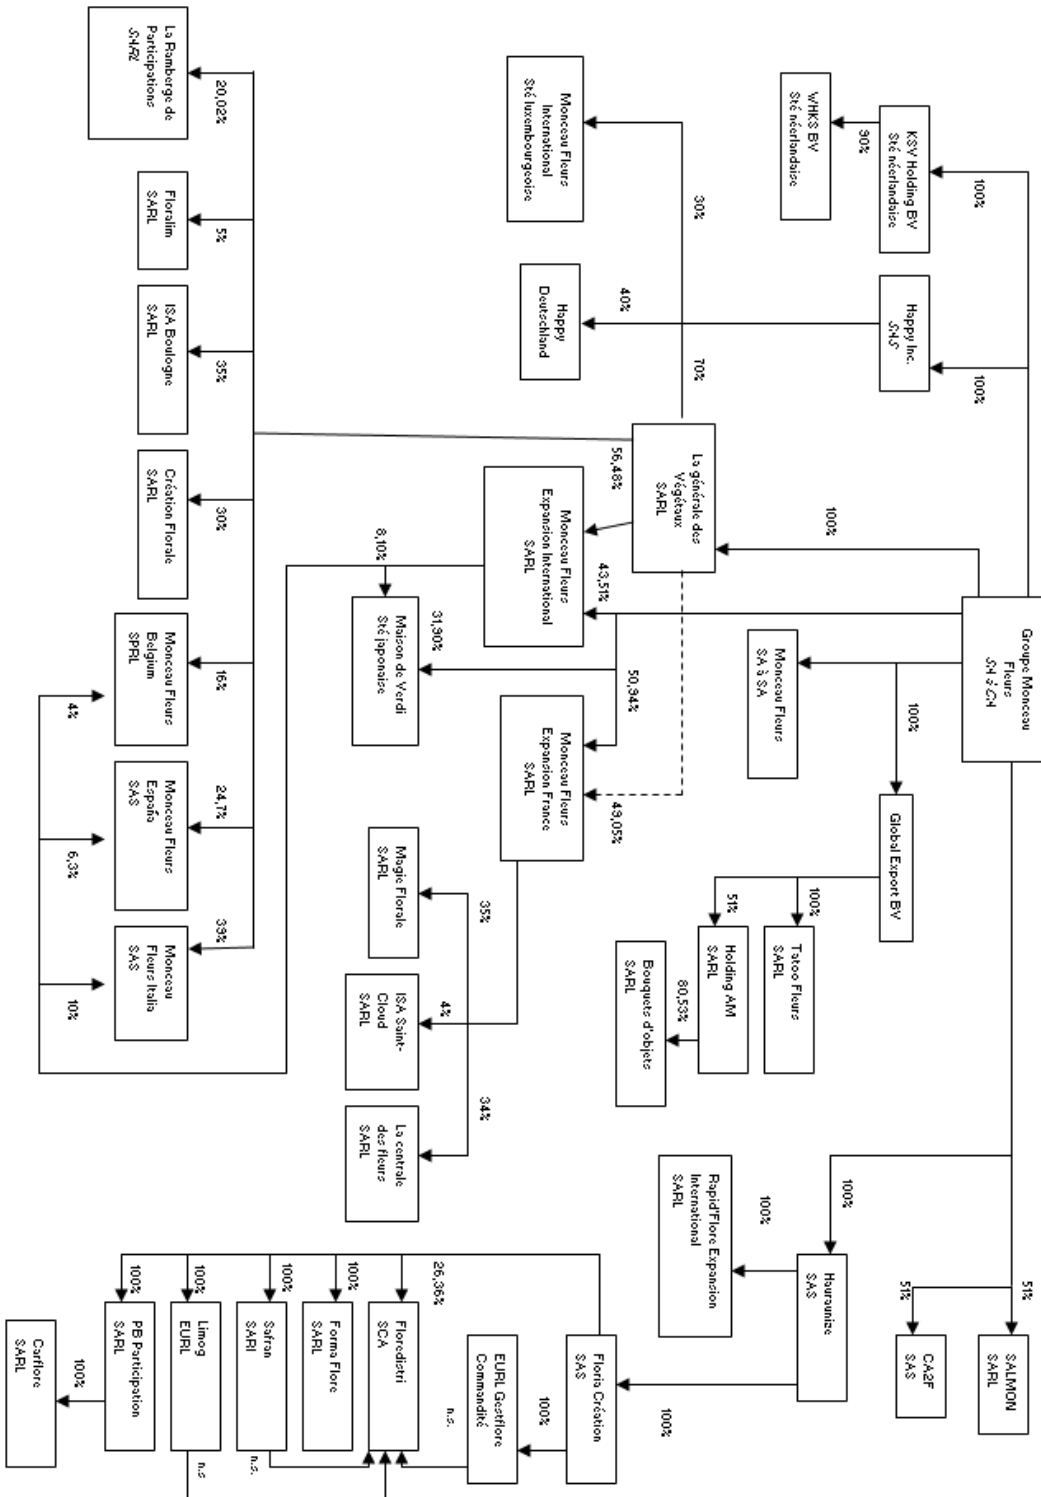 Groupe Monceau
Fleurs
SA à CA
100%
100%
KSV Holding BV
Sté néerlandaise
90%
WHKS BV
Sté néerlandaise
Happy Inc.
SAS
40%
Happy
Deutschland
30%
70%
Monceau Fleurs
International
Sté luxembourgeoise
100%
La générale des
Végétaux
SARL
56,48%
43,51%
Monceau Fleurs
Expansion International
SARL
50,94%
49,05%
Monceau Fleurs
Expansion France
SARL
8,10%
31,90%
Maison de Verdi
Sté japonaise
Monceau Fleurs
SA à SA
100%
Global Export BV
100%
Tatoo Fleurs
SARL
51%
Holding AM
SARL
80,53%
Bouquets d'objets
SARL
51%
SALMON
SARL
51%
CA2F
SAS
100%
Hauraunize
SAS
100%
Rapid'Flore Expansion
International
SARL
100%
Floria Création
SAS
100%
EURL Gestflore
Commandité
n.s.
26,36%
Floredistri
SCA
100%
Forma Flore
SARL
100%
Safran
SARL
n.s.
100%
Limog
EURL
n.s
100%
PB Participation
SARL
100%
Carflore
SARL
35%
Magie Florale
SARL
4%
ISA Saint-
Cloud
SARL
34%
La centrale
des fleurs
SARL
20,02%
La Ramberge de
Participations
SARL
5%
Floralim
SARL
35%
ISA Boulogne
SARL
30%
Création Florale
SARL
16%
Monceau Fleurs
Belgium
SPRL
4%
24,7%
Monceau Fleurs
España
SAS
6,3%
39%
Monceau
Fleurs Italia
SAS
10%